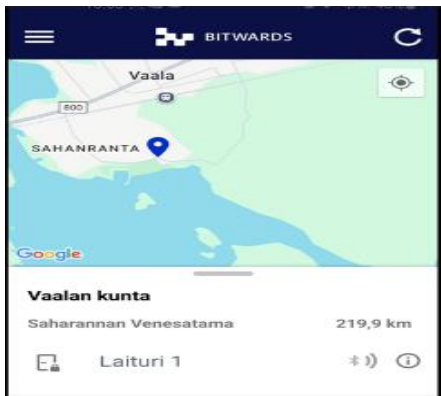 BITWARDS
Vaala
800
SAHANRANTA
Google
Vaalan kunta
Saharannan Venesatama 219,9 km
Laituri 1